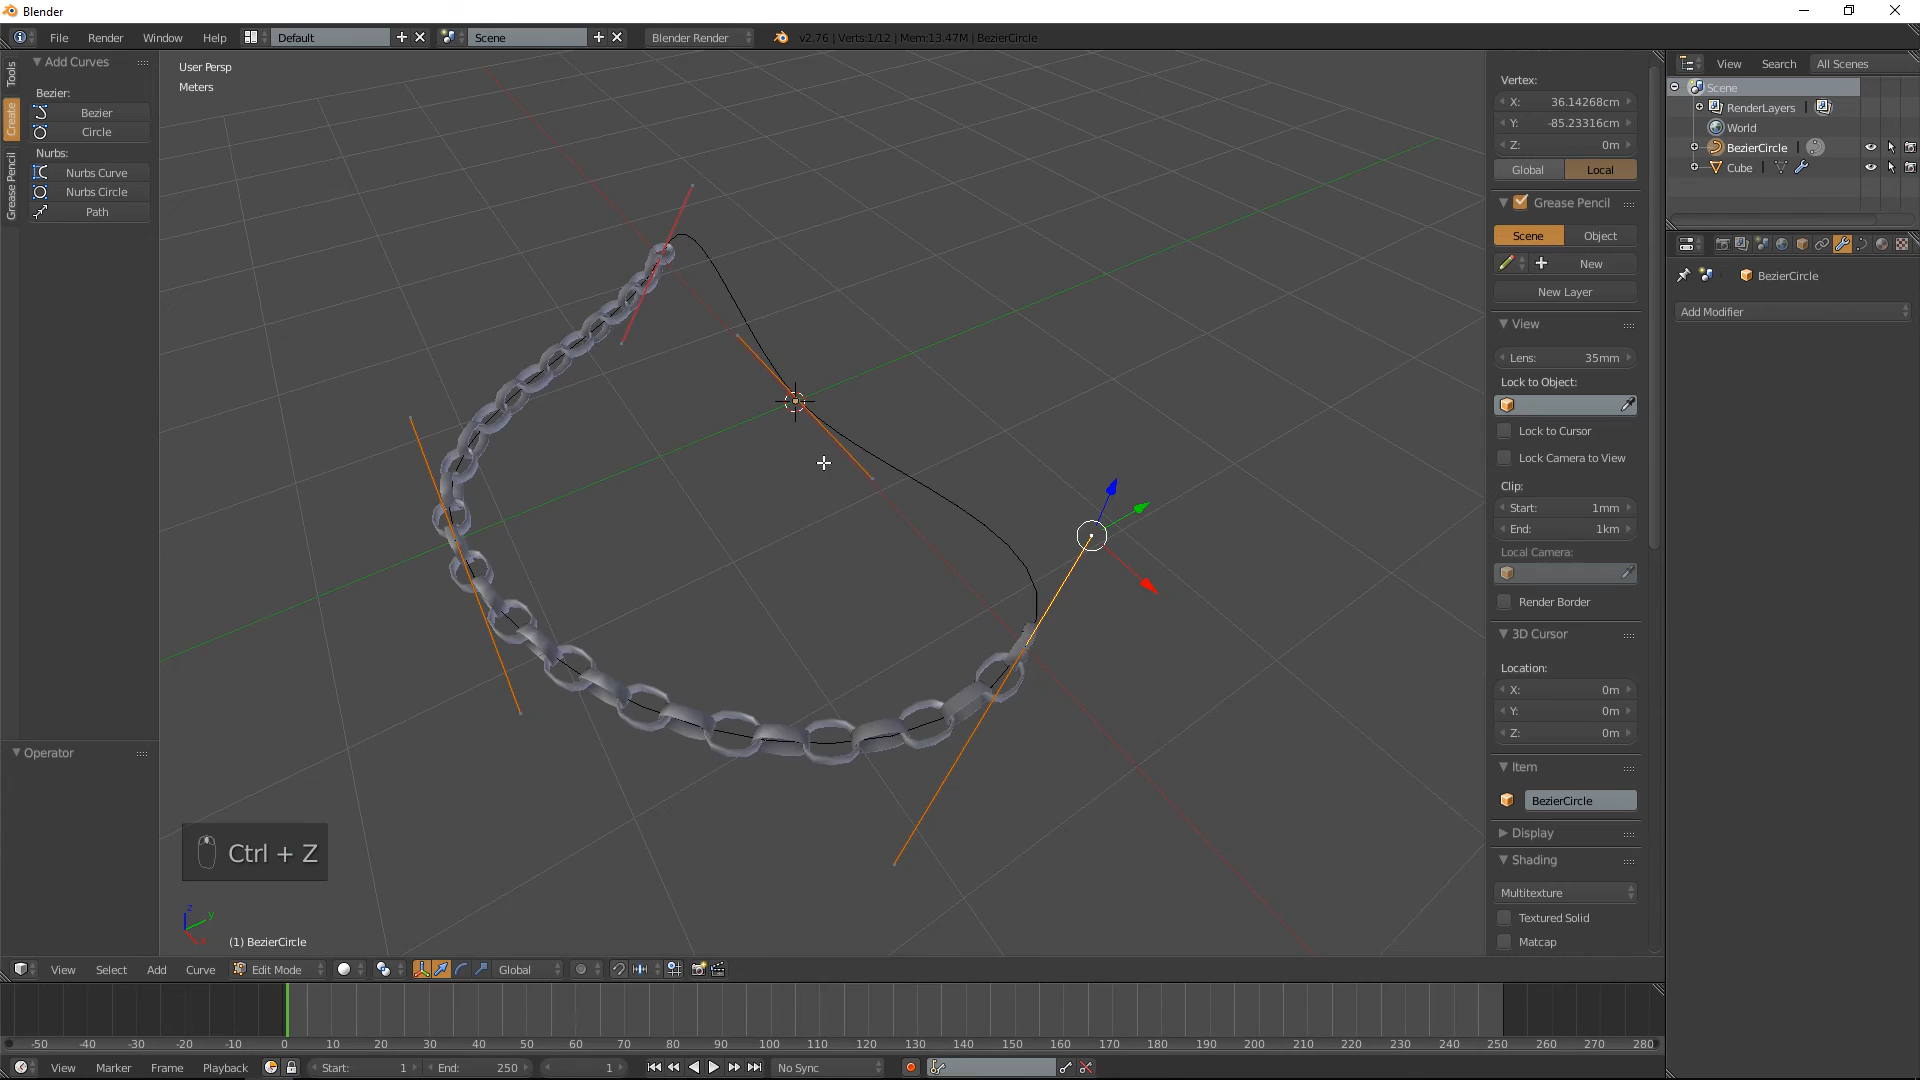 Blender
File Render Window Help Default Scene Blender Render v2.76 | Verts:1/12 | Mem:13.47M | BezierCircle
Tools
Create
Grease Pencil
Add Curves
Bezier:
Bezier
Circle
Nurbs:
Nurbs Curve
Nurbs Circle
Path
Operator
User Persp
Meters
Ctrl + Z
z
y
x
(1) BezierCircle
Vertex:
X: 36.14268cm
Y: -85.23316cm
Z: 0m
Global Local
Grease Pencil
Scene Object
New
New Layer
View
Lens: 35mm
Lock to Object:
Lock to Cursor
Lock Camera to View
Clip:
Start: 1mm
End: 1km
Local Camera:
Render Border
3D Cursor
Location:
X: 0m
Y: 0m
Z: 0m
Item
BezierCircle
Display
Shading
Multitexture
Textured Solid
Matcap
View Search All Scenes
Scene
RenderLayers
World
BezierCircle
Cube
BezierCircle
Add Modifier
View Select Add Curve Edit Mode Global
-50 -40 -30 -20 -10 0 10 20 30 40 50 60 70 80 90 100 110 120 130 140 150 160 170 180 190 200 210 220 230 240 250 260 270 280
View Marker Frame Playback Start: 1 End: 250 1 No Sync